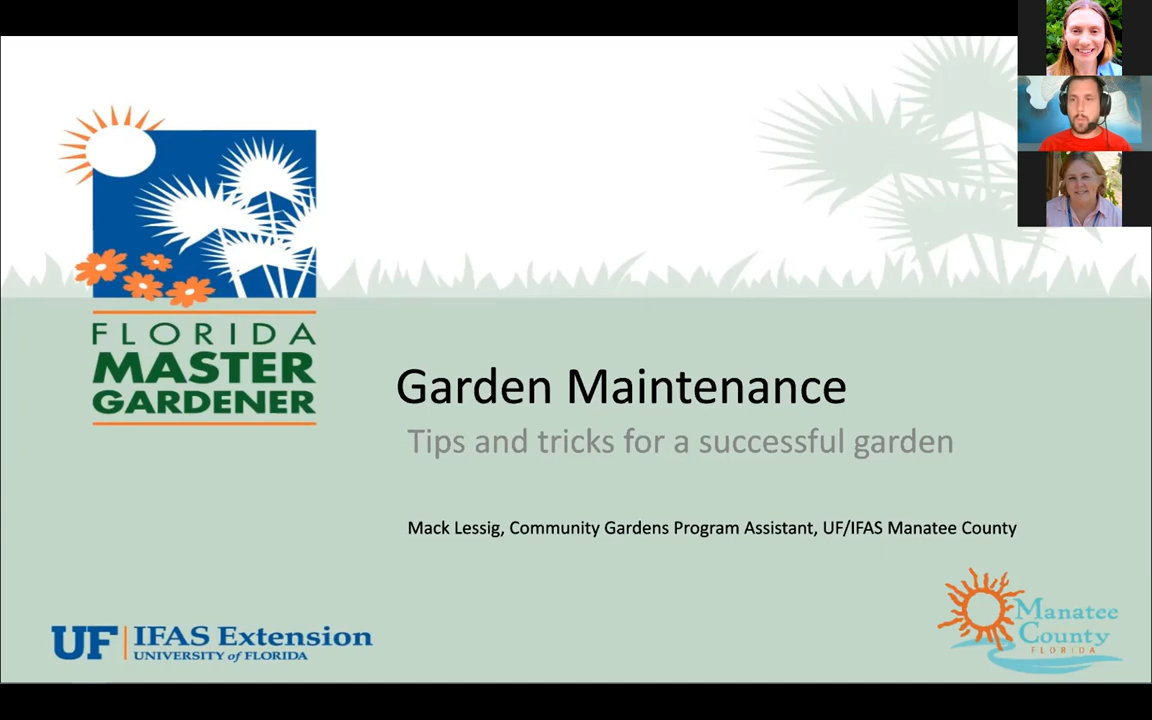 FLORIDA
MASTER
GARDENER
Garden Maintenance
Tips and tricks for a successful garden
Mack Lessig, Community Gardens Program Assistant, UF/IFAS Manatee County
UF IFAS Extension
UNIVERSITY of FLORIDA
Manatee
County
FLORIDA